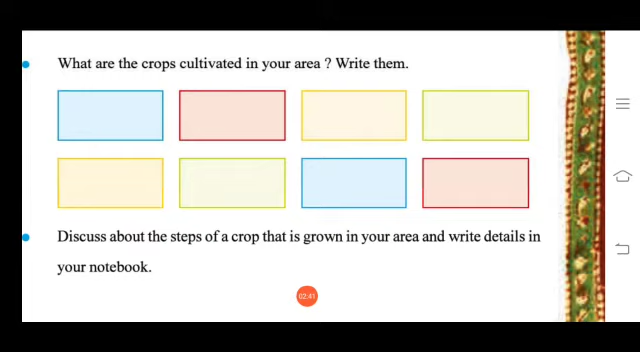 What are the crops cultivated in your area ? Write them.
Discuss about the steps of a crop that is grown in your area and write details in
your notebook.
02:41